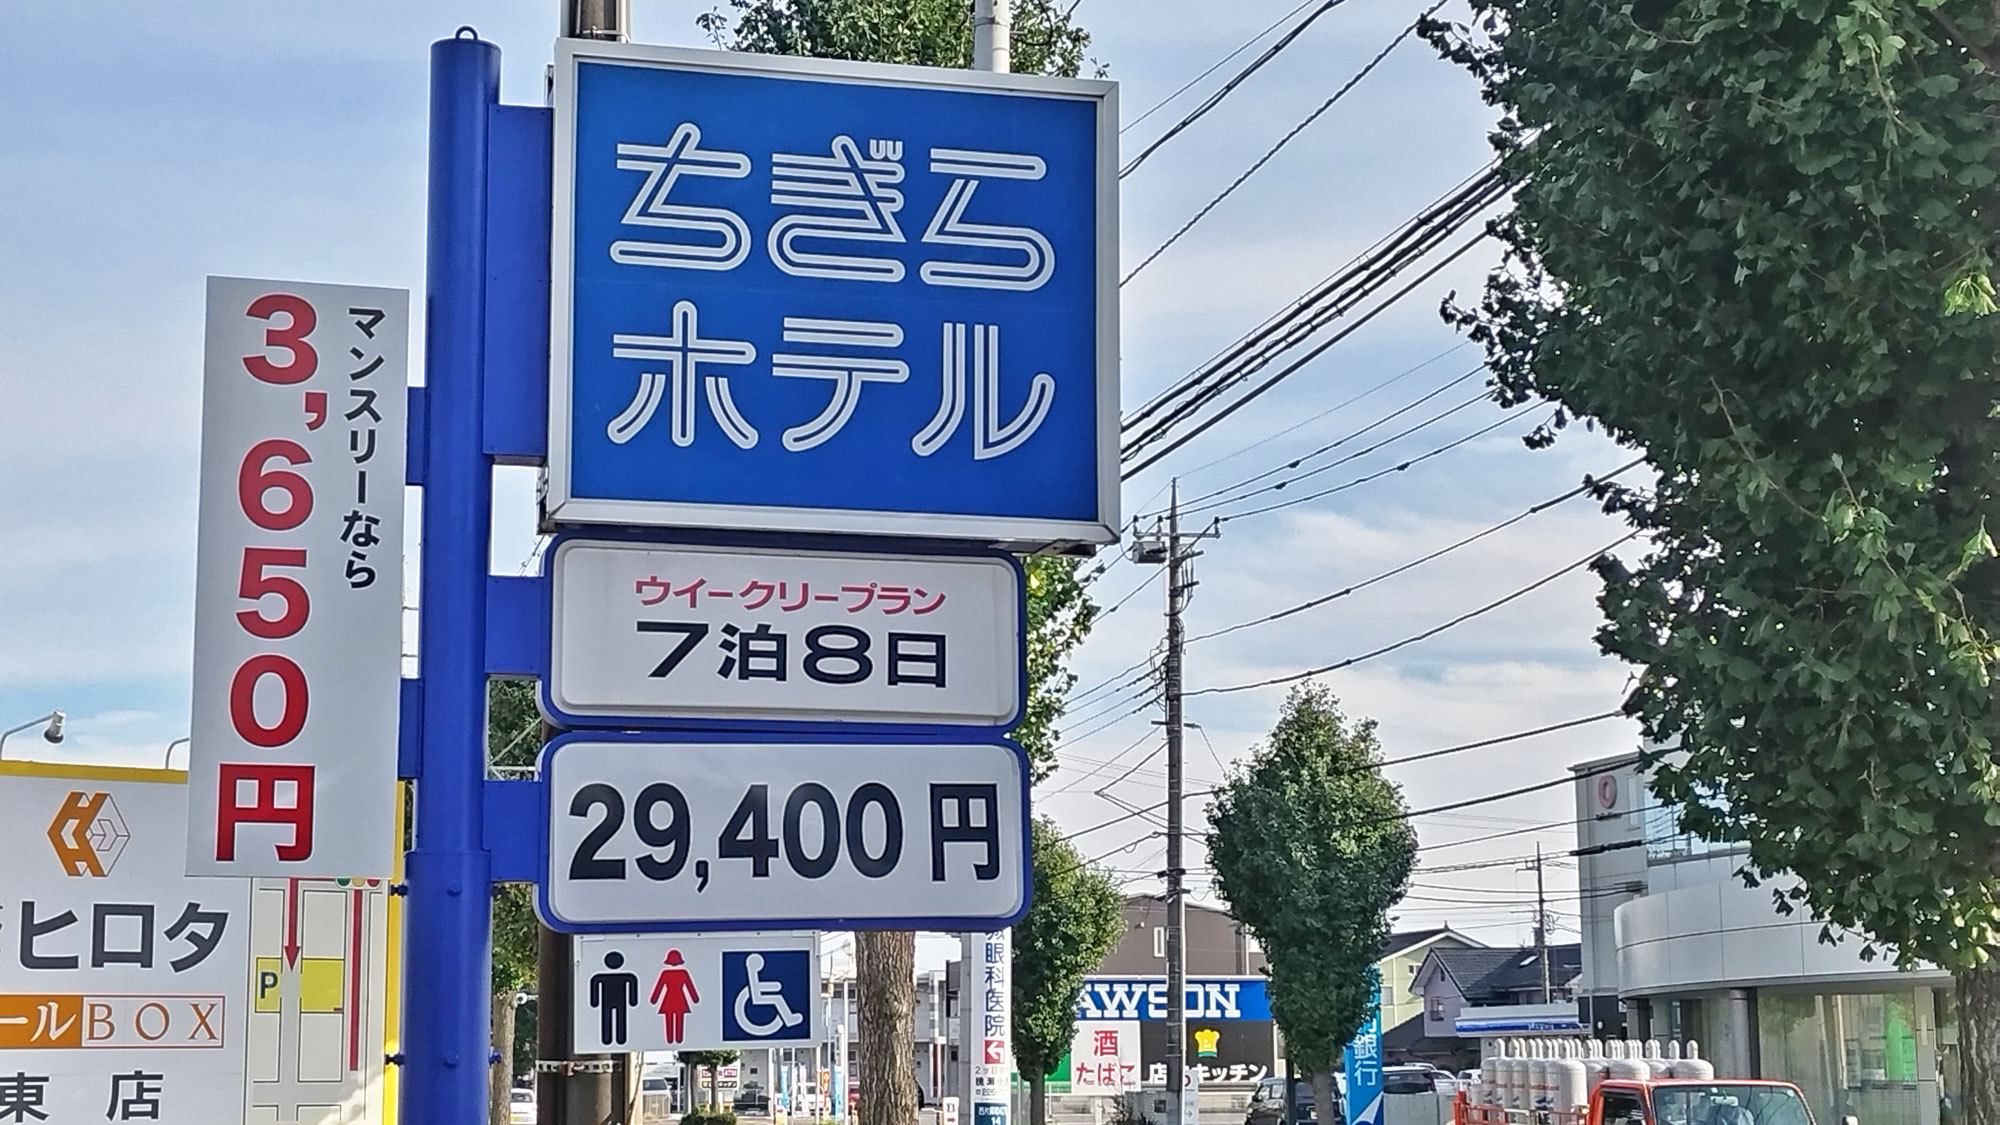 ちぎら
ホテル
マンスリーなら
3,650円
ウイークリープラン
7泊8日
29,400円
ヒロタ
ールBOX
東店
P
眼科医院
AWSON
酒
たばこ
店
キッチン
銀行